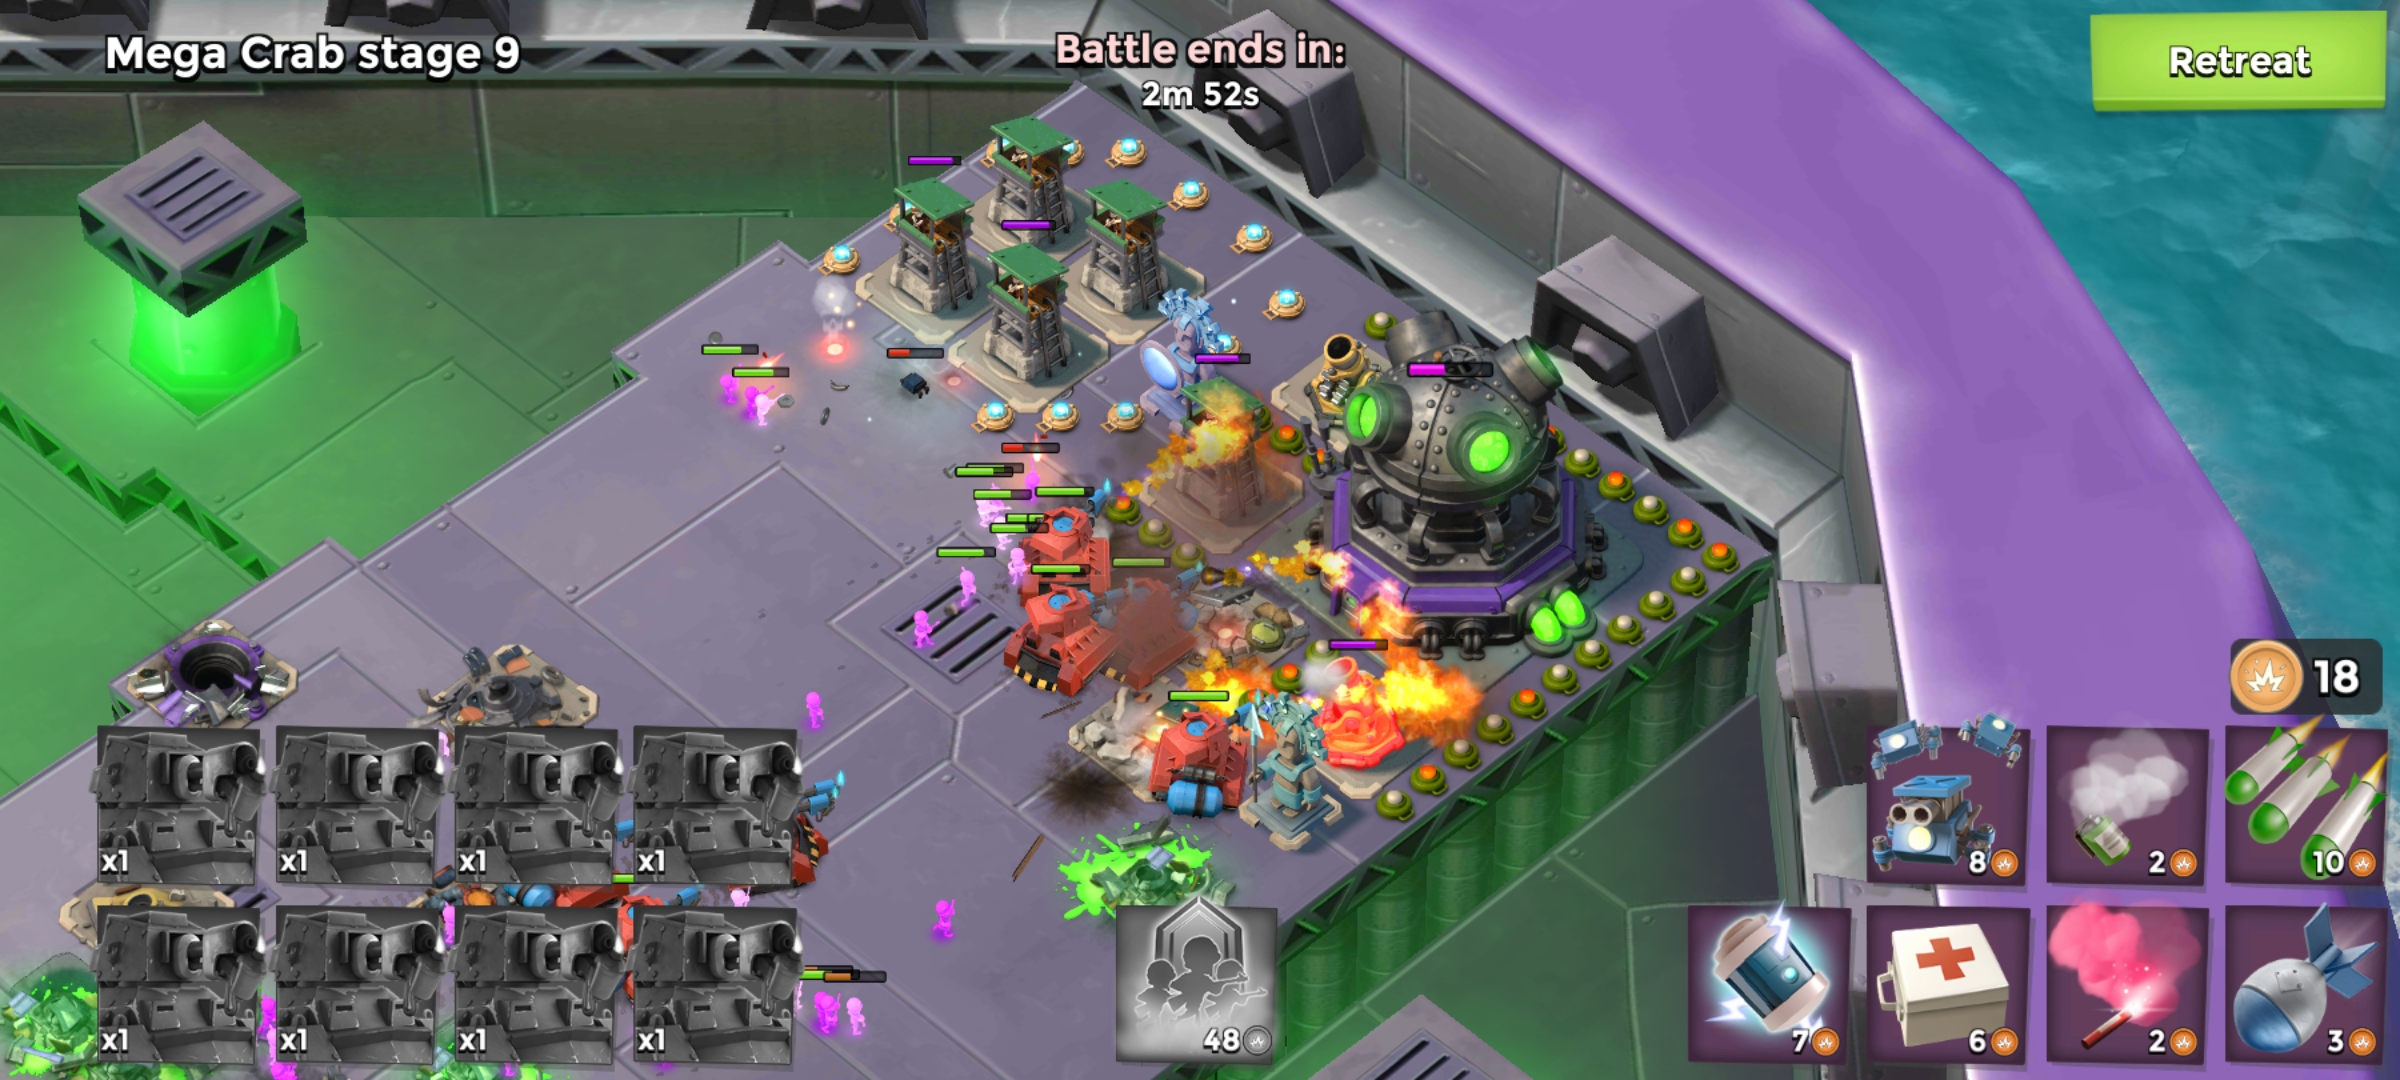 Mega Crab stage 9
Battle ends in:
2m 52s
Retreat
18
8
2
10
x1
x1
x1
x1
x1
x1
x1
x1
48
7
6
2
3